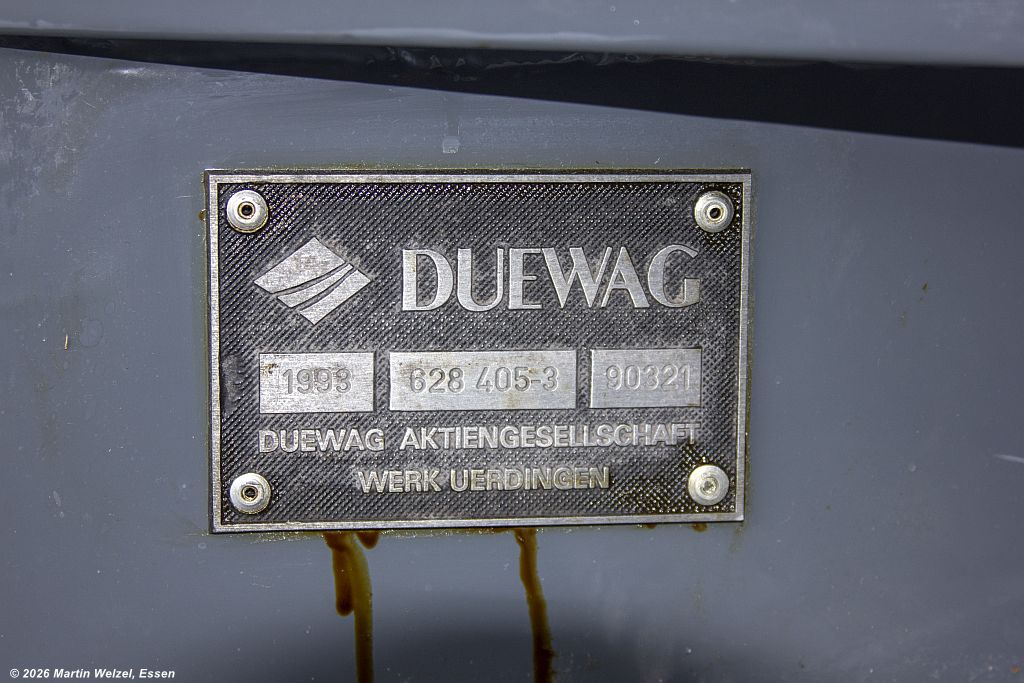 DUEWAG
1993 628 405-3 90321
DUEWAG AKTIENGESELLSCHAFT
WERK UERDINGEN
© 2026 Martin Welzel, Essen